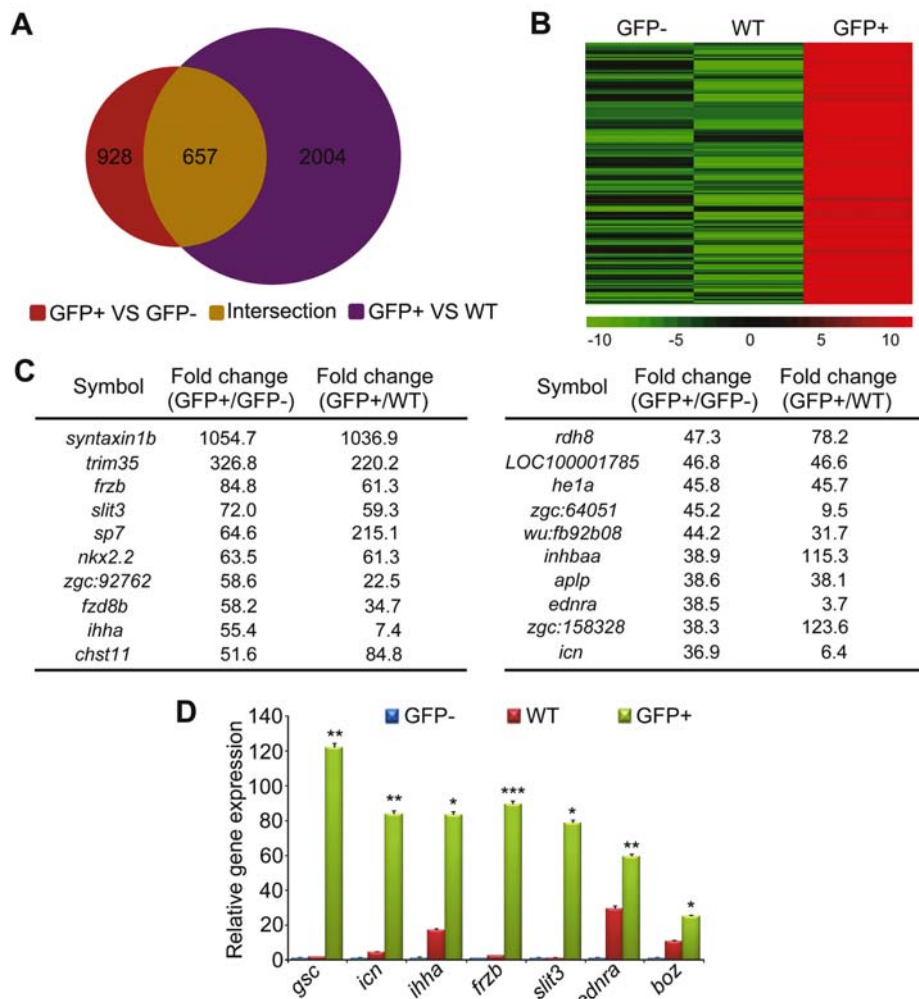 A
928 657 2004
GFP+ VS GFP- Intersection GFP+ VS WT
B
GFP- WT GFP+
-10 -5 0 5 10
C
Symbol Fold change (GFP+/GFP-) Fold change (GFP+/WT)
syntaxin1b 1054.7 1036.9
trim35 326.8 220.2
frzb 84.8 61.3
slit3 72.0 59.3
sp7 64.6 215.1
nkx2.2 63.5 61.3
zgc:92762 58.6 22.5
fzd8b 58.2 34.7
ihha 55.4 7.4
chst11 51.6 84.8
Symbol Fold change (GFP+/GFP-) Fold change (GFP+/WT)
rdh8 47.3 78.2
LOC100001785 46.8 46.6
he1a 45.8 45.7
zgc:64051 45.2 9.5
wu:fb92b08 44.2 31.7
inhbaa 38.9 115.3
aplp 38.6 38.1
ednra 38.5 3.7
zgc:158328 38.3 123.6
icn 36.9 6.4
D
GFP- WT GFP+
Relative gene expression
140
120
100
80
60
40
20
0
** ** * *** * ** *
gsc icn ihha frzb slit3 ednra boz